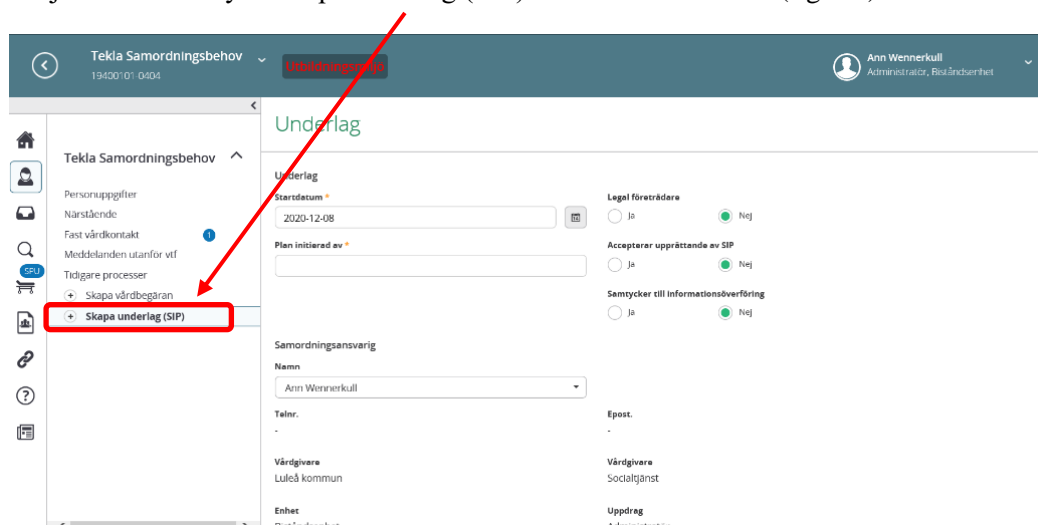 Tekla Samordningsbehov
19400101-0404
Utbildningsmiljö
Ann Wennerkull
Administratör, Biståndsenhet
Tekla Samordningsbehov
Personuppgifter
Närstående
Fast vårdkontakt 1
Meddelanden utanför vtf
Tidigare processer
Skapa vårdbegäran
Skapa underlag (SIP)
SFU
Underlag
Underlag
Startdatum *
2020-12-08
Plan initierad av *
Legal företrädare
Ja Nej
Accepterar upprättande av SIP
Ja Nej
Samtycker till informationsöverföring
Ja Nej
Samordningsansvarig
Namn
Ann Wennerkull
Telnr. Epost.
- -
Vårdgivare Vårdgivare
Luleå kommun Socialtjänst
Enhet Uppdrag